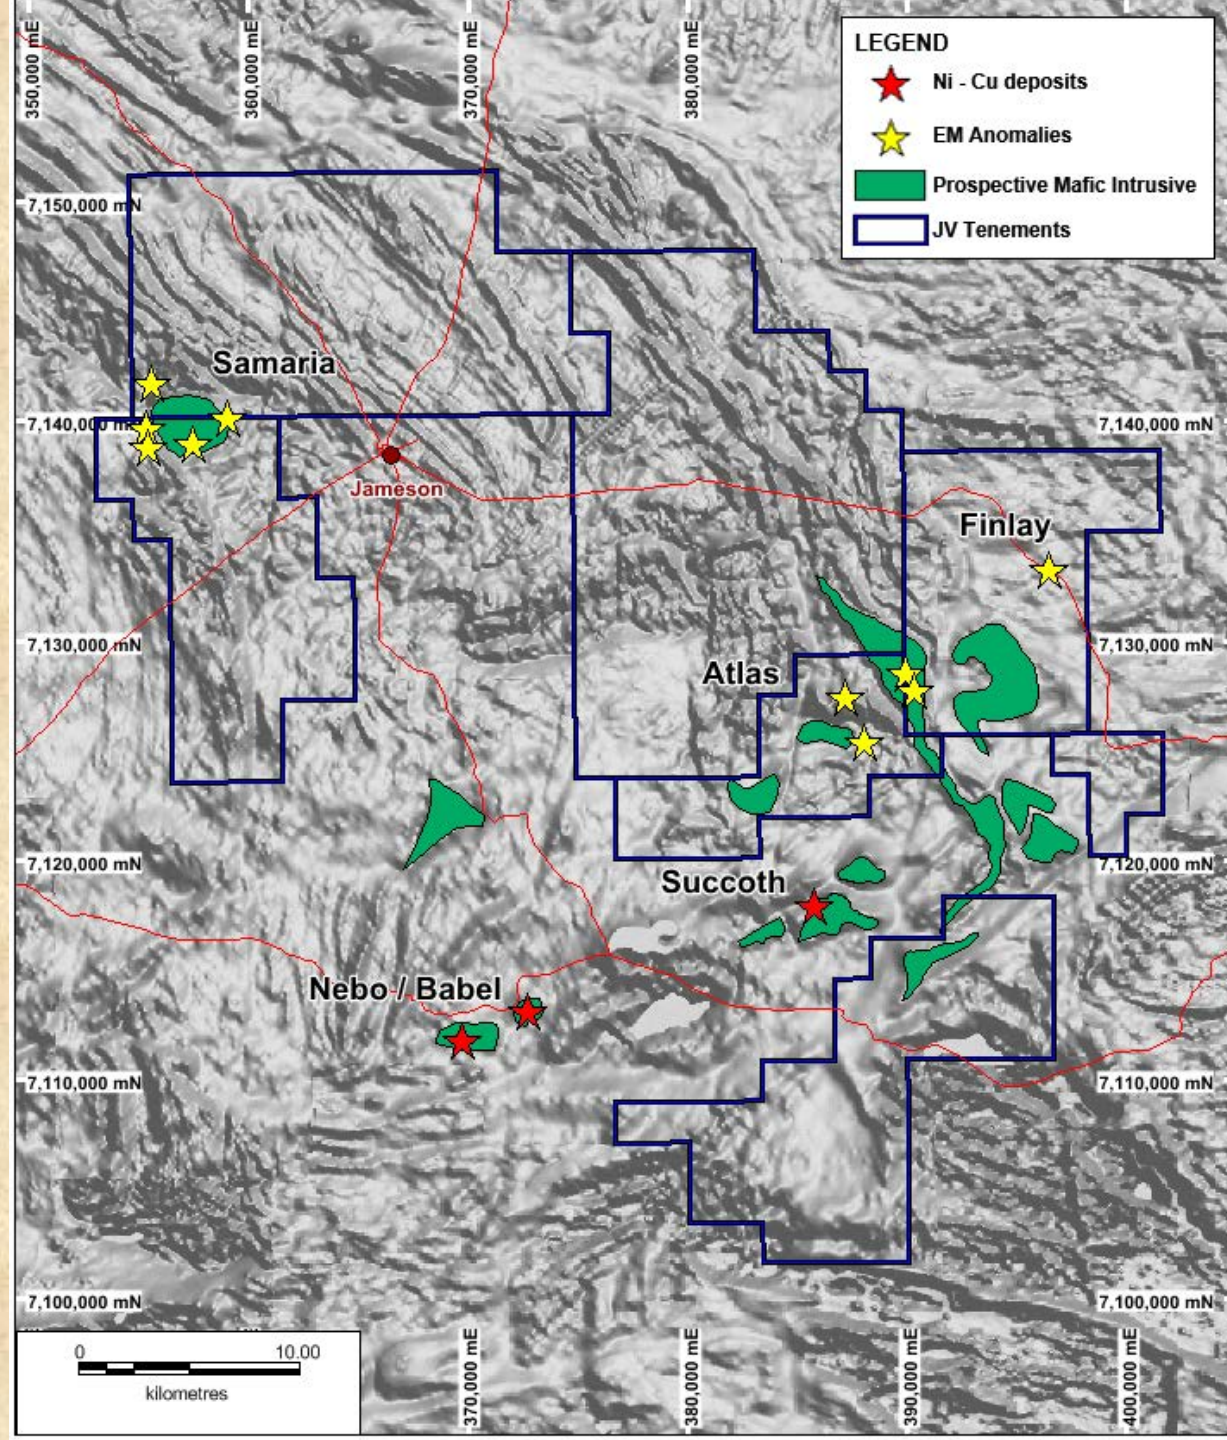 350,000 mE
360,000 mE
370,000 mE
380,000 mE
LEGEND
Ni - Cu deposits
EM Anomalies
Prospective Mafic Intrusive
JV Tenements
7,150,000 mN
Samaria
7,140,000 mN
7,140,000 mN
Jameson
Finlay
7,130,000 mN
7,130,000 mN
Atlas
7,120,000 mN
7,120,000 mN
Succoth
Nebo / Babel
7,110,000 mN
7,110,000 mN
7,100,000 mN
7,100,000 mN
0 10.00
kilometres
370,000 mE
380,000 mE
390,000 mE
400,000 mE